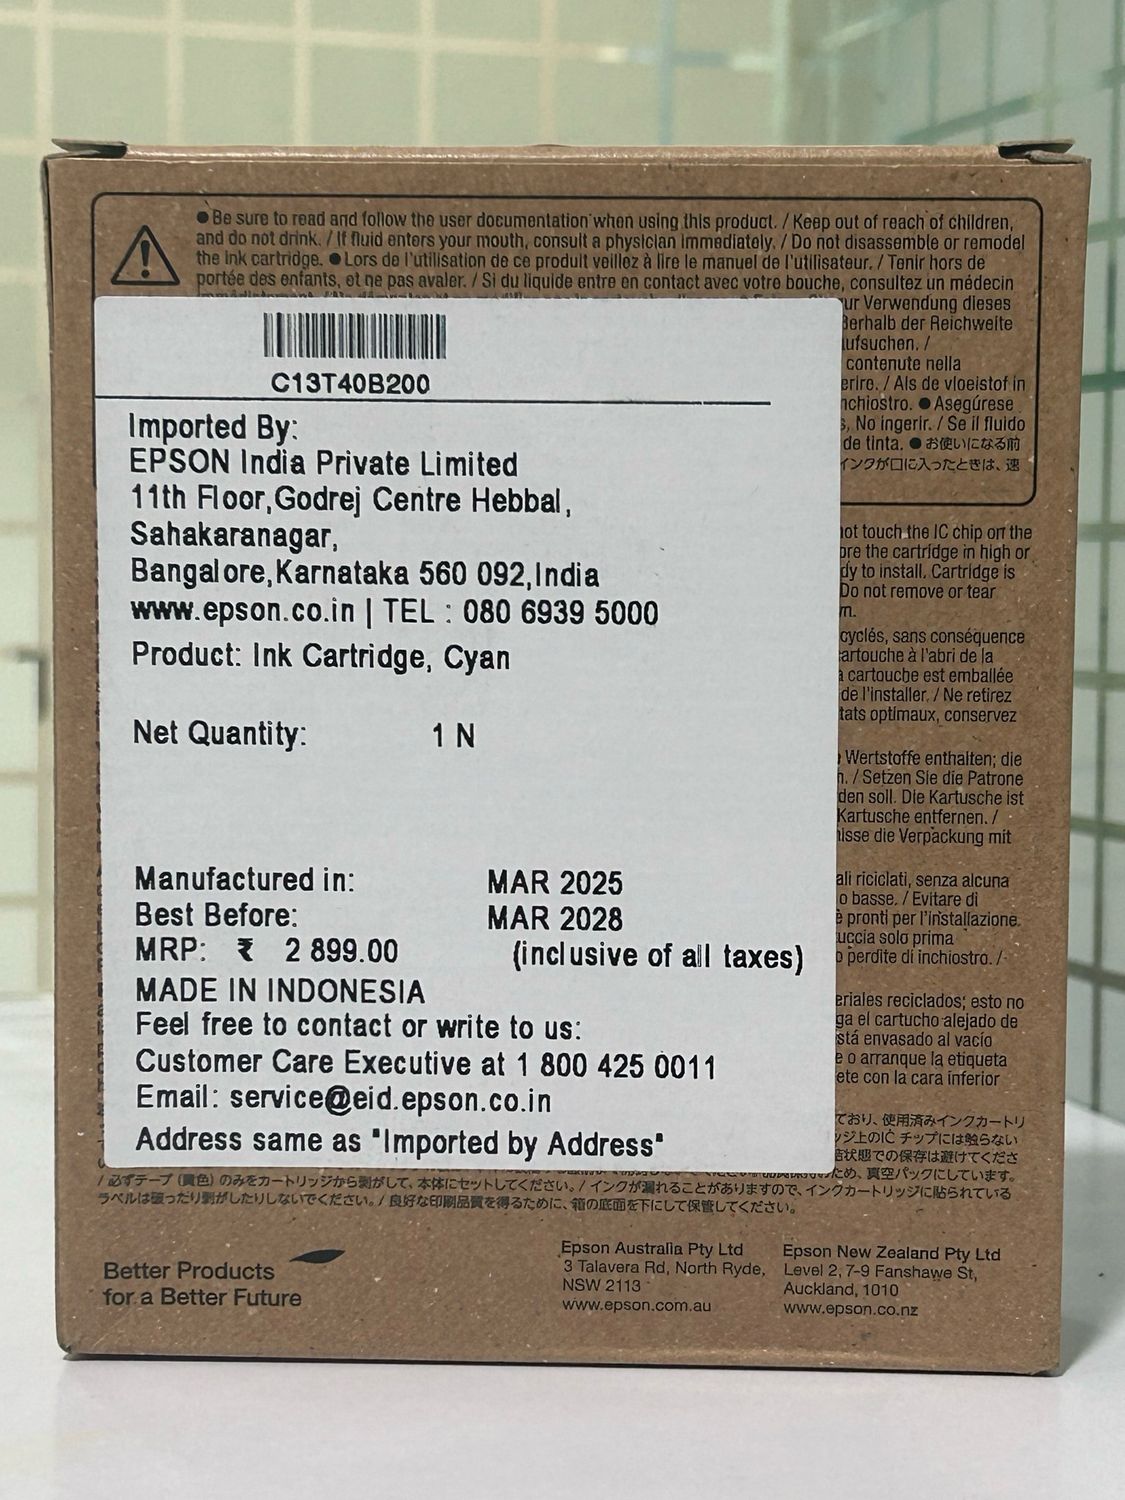 ●Be sure to read and follow the user documentation when using this product. / Keep out of reach of children,
and do not drink. / If fluid enters your mouth, consult a physician immediately. / Do not disassemble or remodel
the ink cartridge. ●Lors de l'utilisation de ce produit veillez à lire le manuel de l'utilisateur. / Tenir hors de
portée des enfants, et ne pas avaler. / Si du liquide entre en contact avec votre bouche, consultez un médecin
ur Verwendung dieses
ßerhalb der Reichweite
aufsuchen. /
contenute nella
erire. / Als de vloeistof in
nchiostro. ●Asegúrese
s, No ingerir. / Se il fluido
de tinta. ●お使いになる前
インクが口に入ったときは、速
C13T40B200
Imported By:
EPSON India Private Limited
11th Floor,Godrej Centre Hebbal,
Sahakaranagar,
Bangalore,Karnataka 560 092,India
www.epson.co.in | TEL : 080 6939 5000
Product: Ink Cartridge, Cyan
Net Quantity: 1 N
Manufactured in: MAR 2025
Best Before: MAR 2028
MRP: ₹ 2 899.00 (inclusive of all taxes)
MADE IN INDONESIA
Feel free to contact or write to us:
Customer Care Executive at 1 800 425 0011
Email: service@eid.epson.co.in
Address same as "Imported by Address"
not touch the IC chip on the
ore the cartridge in high or
dy to install. Cartridge is
Do not remove or tear
n.
cyclés, sans conséquence
cartouche à l'abri de la
a cartouche est emballée
de l'installer. / Ne retirez
tats optimaux, conservez
Wertstoffe enthalten; die
n. / Setzen Sie die Patrone
den soll. Die Kartusche ist
Kartusche entfernen. /
nisse die Verpackung mit
ali riciclati, senza alcuna
o basse. / Evitare di
è pronti per l'installazione.
uccia solo prima
o perdite di inchiostro. /
eriales reciclados; esto no
ga el cartucho alejado de
stá envasado al vacío
e o arranque la etiqueta
ete con la cara inferior
ており、使用済みインクカートリ
ッジ上のIC チップには触らない
結状態での保存は避けてくださ
ため、真空パックにしています。
/ 必ずテープ (黄色) のみをカートリッジから剥がして、本体にセットしてください。/ インクが漏れることがありますので、インクカートリッジに貼られている
ラベルは破ったり剥がしたりしないでください。/ 良好な印刷品質を得るために、箱の底面を下にして保管してください。
Better Products
for a Better Future
Epson Australia Pty Ltd
3 Talavera Rd, North Ryde,
NSW 2113
www.epson.com.au
Epson New Zealand Pty Ltd
Level 2, 7-9 Fanshawe St,
Auckland, 1010
www.epson.co.nz